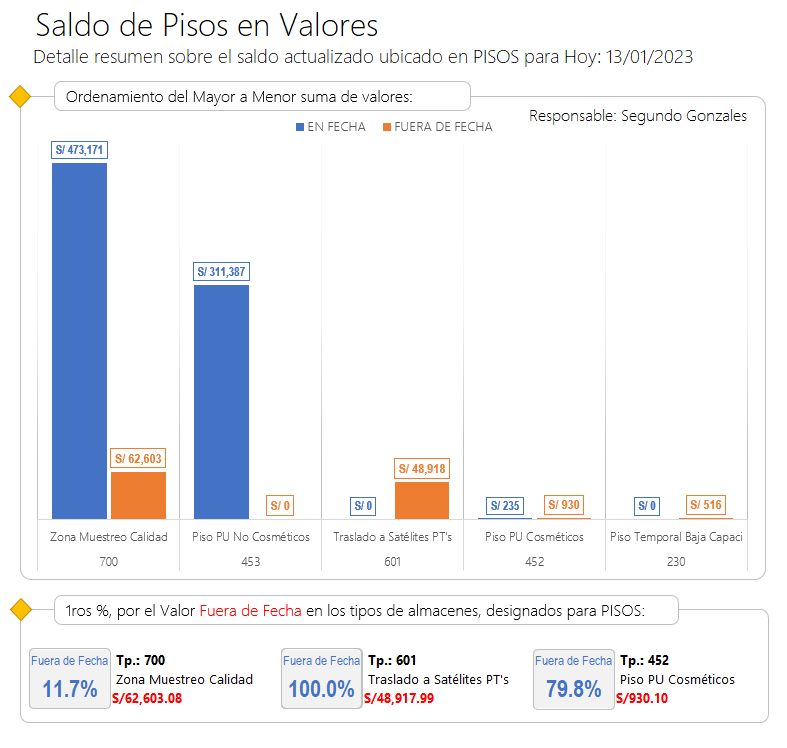 Saldo de Pisos en Valores
Detalle resumen sobre el saldo actualizado ubicado en PISOS para Hoy: 13/01/2023
Ordenamiento del Mayor a Menor suma de valores:
Responsable: Segundo Gonzales
EN FECHA FUERA DE FECHA
S/ 473,171
S/ 311,387
S/ 62,603
S/ 48,918
S/ 0
S/ 0
S/ 235
S/ 930
S/ 0
S/ 516
Zona Muestreo Calidad Piso PU No Cosméticos Traslado a Satélites PT's Piso PU Cosméticos Piso Temporal Baja Capaci
700 453 601 452 230
1ros %, por el Valor Fuera de Fecha en los tipos de almacenes, designados para PISOS:
Fuera de Fecha
11.7%
Tp.: 700
Zona Muestreo Calidad
S/62,603.08
Fuera de Fecha
100.0%
Tp.: 601
Traslado a Satélites PT's
S/48,917.99
Fuera de Fecha
79.8%
Tp.: 452
Piso PU Cosméticos
S/930.10